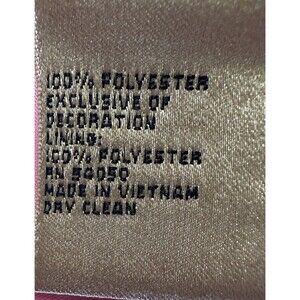 100% POLYESTER
EXCLUSIVE OF
DECORATION
LINING:
100% POLYESTER
RN 54050
MADE IN VIETNAM
DRY CLEAN